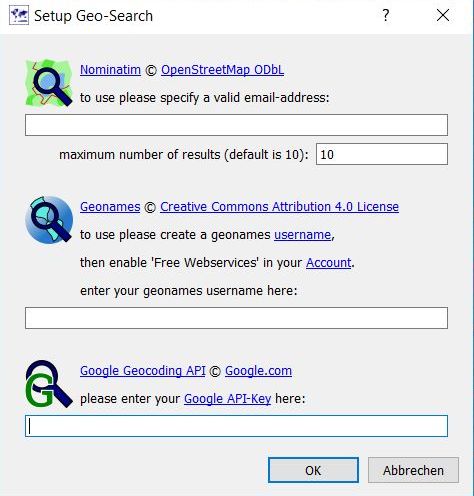 Setup Geo-Search
Nominatim © OpenStreetMap ODbL
to use please specify a valid email-address:
maximum number of results (default is 10): 10
Geonames © Creative Commons Attribution 4.0 License
to use please create a geonames username,
then enable 'Free Webservices' in your Account.
enter your geonames username here:
Google Geocoding API © Google.com
please enter your Google API-Key here:
OK Abbrechen